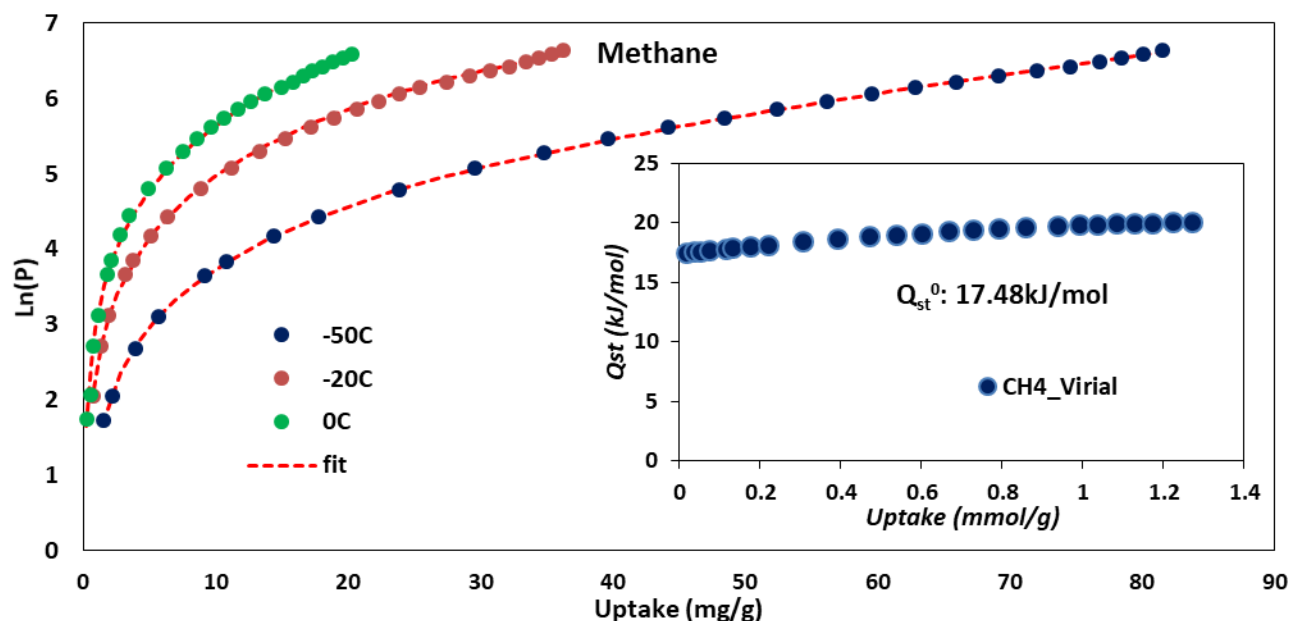 Methane
Ln(P)
7
6
5
4
3
2
1
0
0 10 20 30 40 50 60 70 80 90
Uptake (mg/g)
-50C
-20C
0C
fit
Qst (kJ/mol)
25
20
15
10
5
0
0 0.2 0.4 0.6 0.8 1 1.2 1.4
Uptake (mmol/g)
Qst⁰: 17.48kJ/mol
CH4_Virial